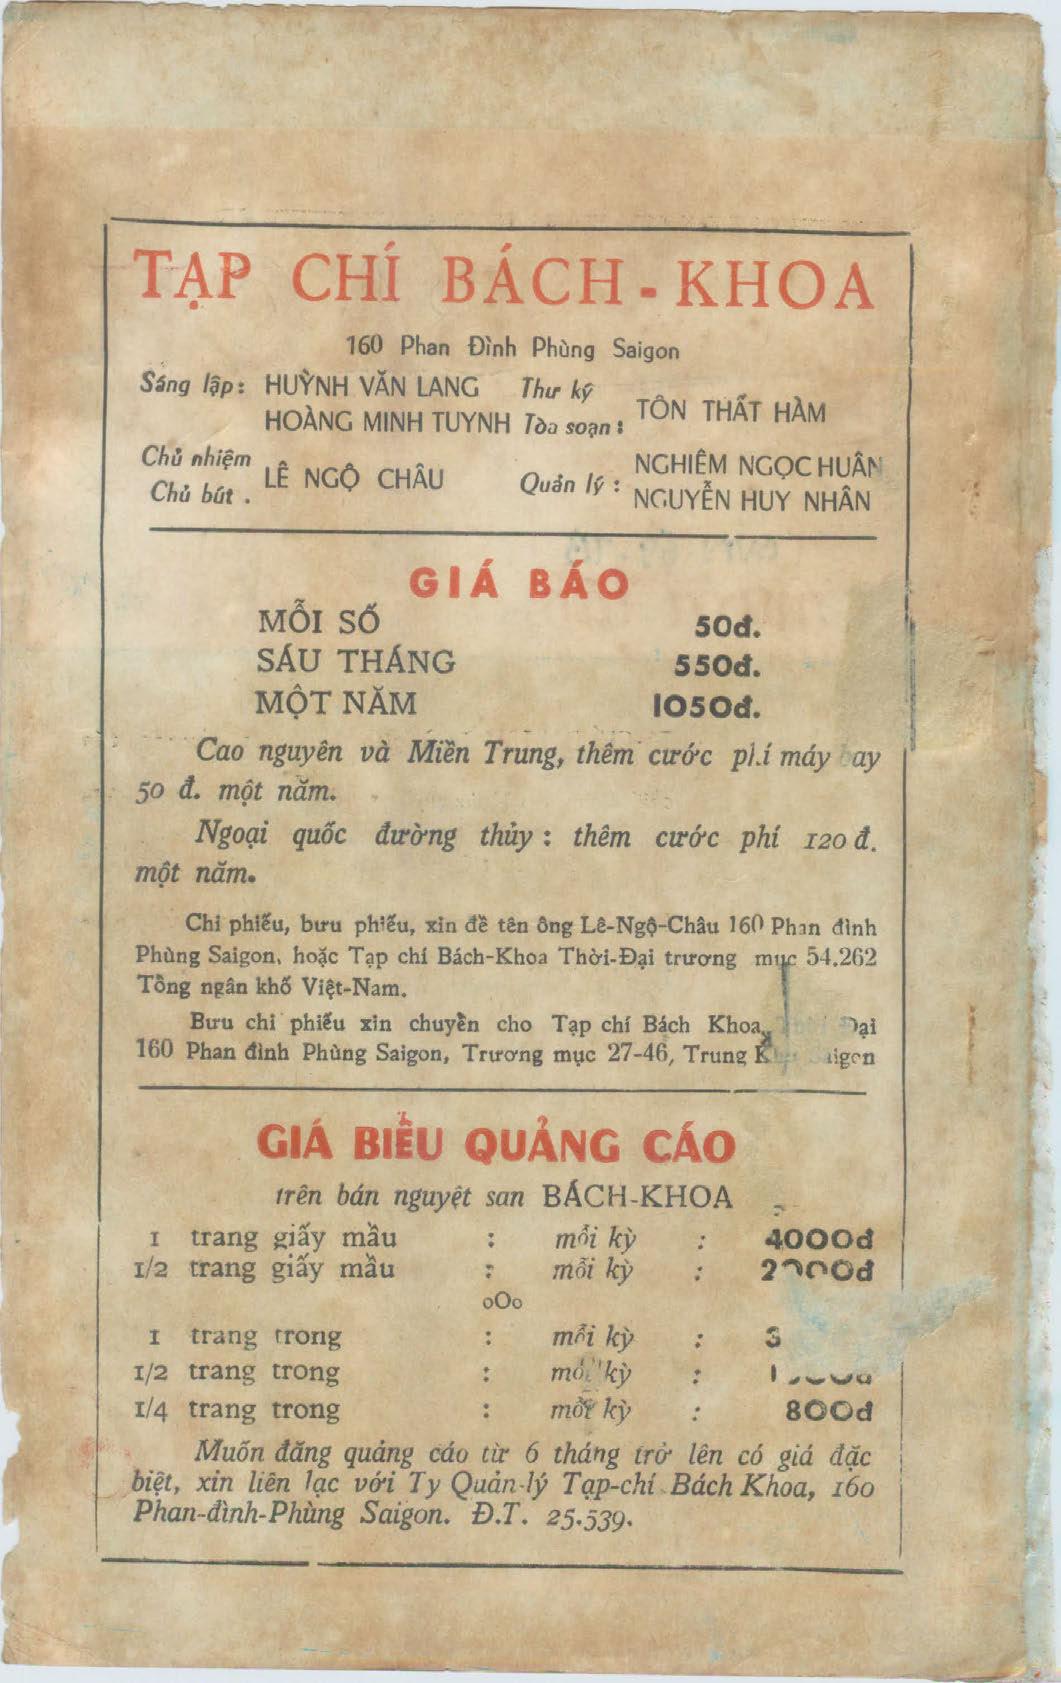 TẠP CHÍ BÁCH-KHOA
160 Phan Đình Phùng Saigon
Sáng lập: HUỲNH VĂN LANG Thư ký
HOÀNG MINH TUYNH Tòa soạn: TÔN THẤT HÀM
Chủ nhiệm
Chủ bút . LÊ NGỘ CHÂU Quản lý : NGHIÊM NGỌC HUÂN
NGUYỄN HUY NHÂN
GIÁ BÁO
MỖI SỐ 50đ.
SÁU THÁNG 550đ.
MỘT NĂM 1050đ.
Cao nguyên và Miền Trung, thêm cước phí máy bay
50 đ. một năm.
Ngoại quốc đường thủy : thêm cước phí 120 đ.
một năm.
Chi phiếu, bưu phiếu, xin đề tên ông Lê-Ngộ-Châu 160 Phan đình
Phùng Saigon, hoặc Tạp chí Bách-Khoa Thời-Đại trương mục 54.262
Tổng ngân khố Việt-Nam.
Bưu chi phiếu xin chuyển cho Tạp chí Bách Khoa Đại
160 Phan đình Phùng Saigon, Trương mục 27-46, Trung Saigon
GIÁ BIỂU QUẢNG CÁO
trên bán nguyệt san BÁCH-KHOA
1 trang giấy mầu : mỗi kỳ : 4000đ
1/2 trang giấy mầu : mỗi kỳ :
oOo
1 trang trong : mỗi kỳ :
1/2 trang trong : mỗi kỳ :
1/4 trang trong : mỗi kỳ : 800đ
Muốn đăng quảng cáo từ 6 tháng trở lên có giá đặc
biệt, xin liên lạc với Ty Quản-lý Tạp-chí Bách Khoa, 160
Phan-đình-Phùng Saigon. Đ.T. 25.539.